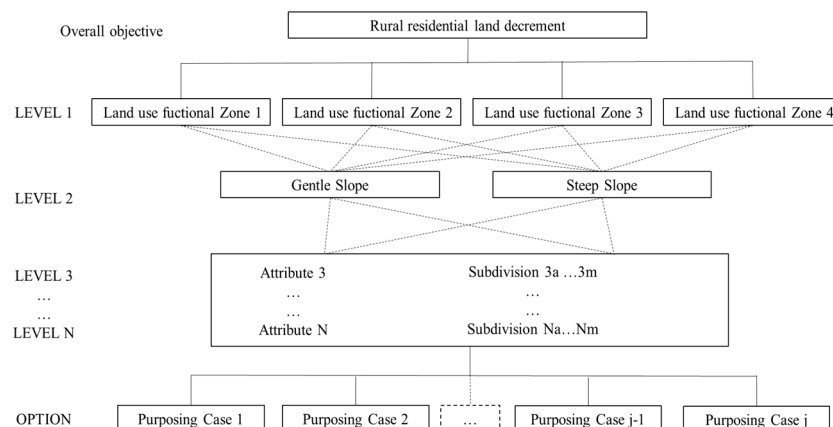 Overall objective
Rural residential land decrement
LEVEL 1
Land use fuctional Zone 1
Land use fuctional Zone 2
Land use fuctional Zone 3
Land use fuctional Zone 4
LEVEL 2
Gentle Slope
Steep Slope
LEVEL 3
Attribute 3
Subdivision 3a …3m
…
…
…
…
…
…
LEVEL N
Attribute N
Subdivision Na…Nm
OPTION
Purposing Case 1
Purposing Case 2
…
Purposing Case j-1
Purposing Case j